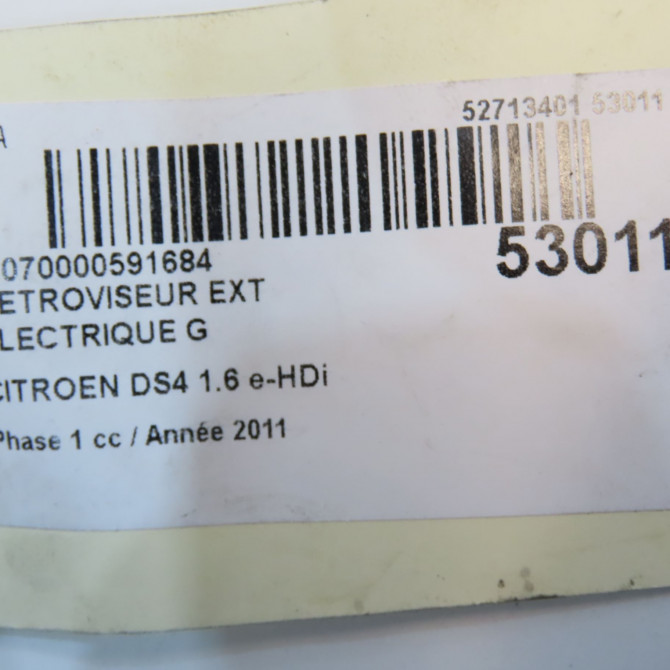 A
52713401 53011
53011
070000591684
ETROVISEUR EXT
LECTRIQUE G
CITROEN DS4 1.6 e-HDi
Phase 1 cc / Année 2011